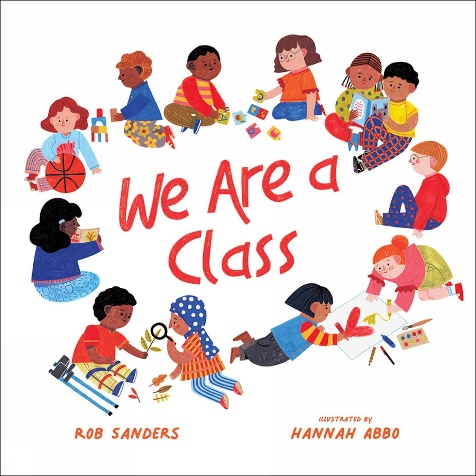 We Are a
Class
ROB SANDERS
ILLUSTRATED BY
HANNAH ABBO